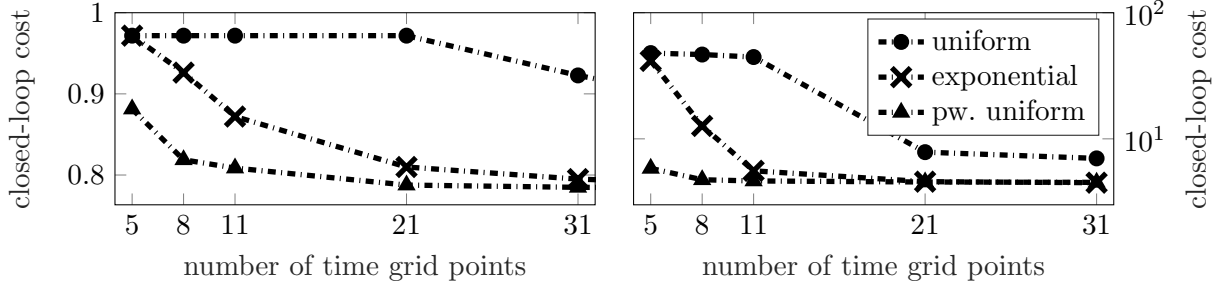 closed-loop cost
1
0.9
0.8
5 8 11 21 31
number of time grid points
uniform
exponential
pw. uniform
10^2
10^1
closed-loop cost
5 8 11 21 31
number of time grid points